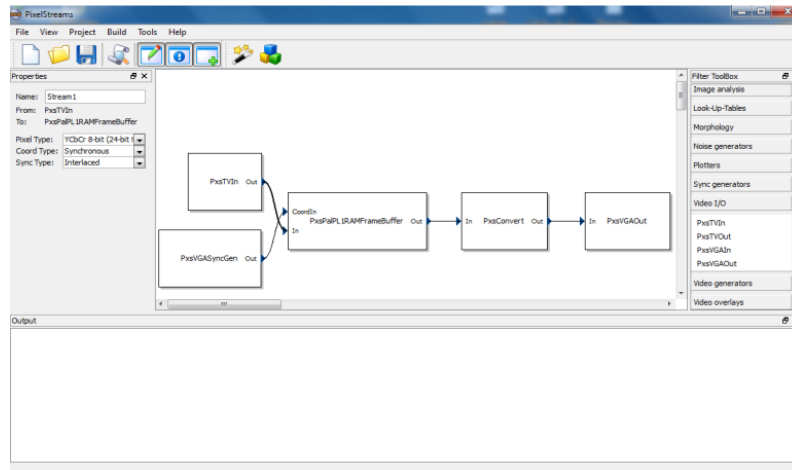 PixelStreams
File View Project Build Tools Help
Properties
Name: Stream1
From: PxsTVIn
To: PxsPalPL1RAMFrameBuffer
Pixel Type: YCbCr 8-bit (24-bit
Coord Type: Synchronous
Sync Type: Interlaced
PxsTVIn Out
PxsVGASyncGen Out
CoordIn
PxsPalPL1RAMFrameBuffer Out
In
In PxsConvert Out
In PxsVGAOut
Filter ToolBox
Image analysis
Look-Up-Tables
Morphology
Noise generators
Plotters
Sync generators
Video I/O
PxsTVIn
PxsTVOut
PxsVGAIn
PxsVGAOut
Video generators
Video overlays
Output